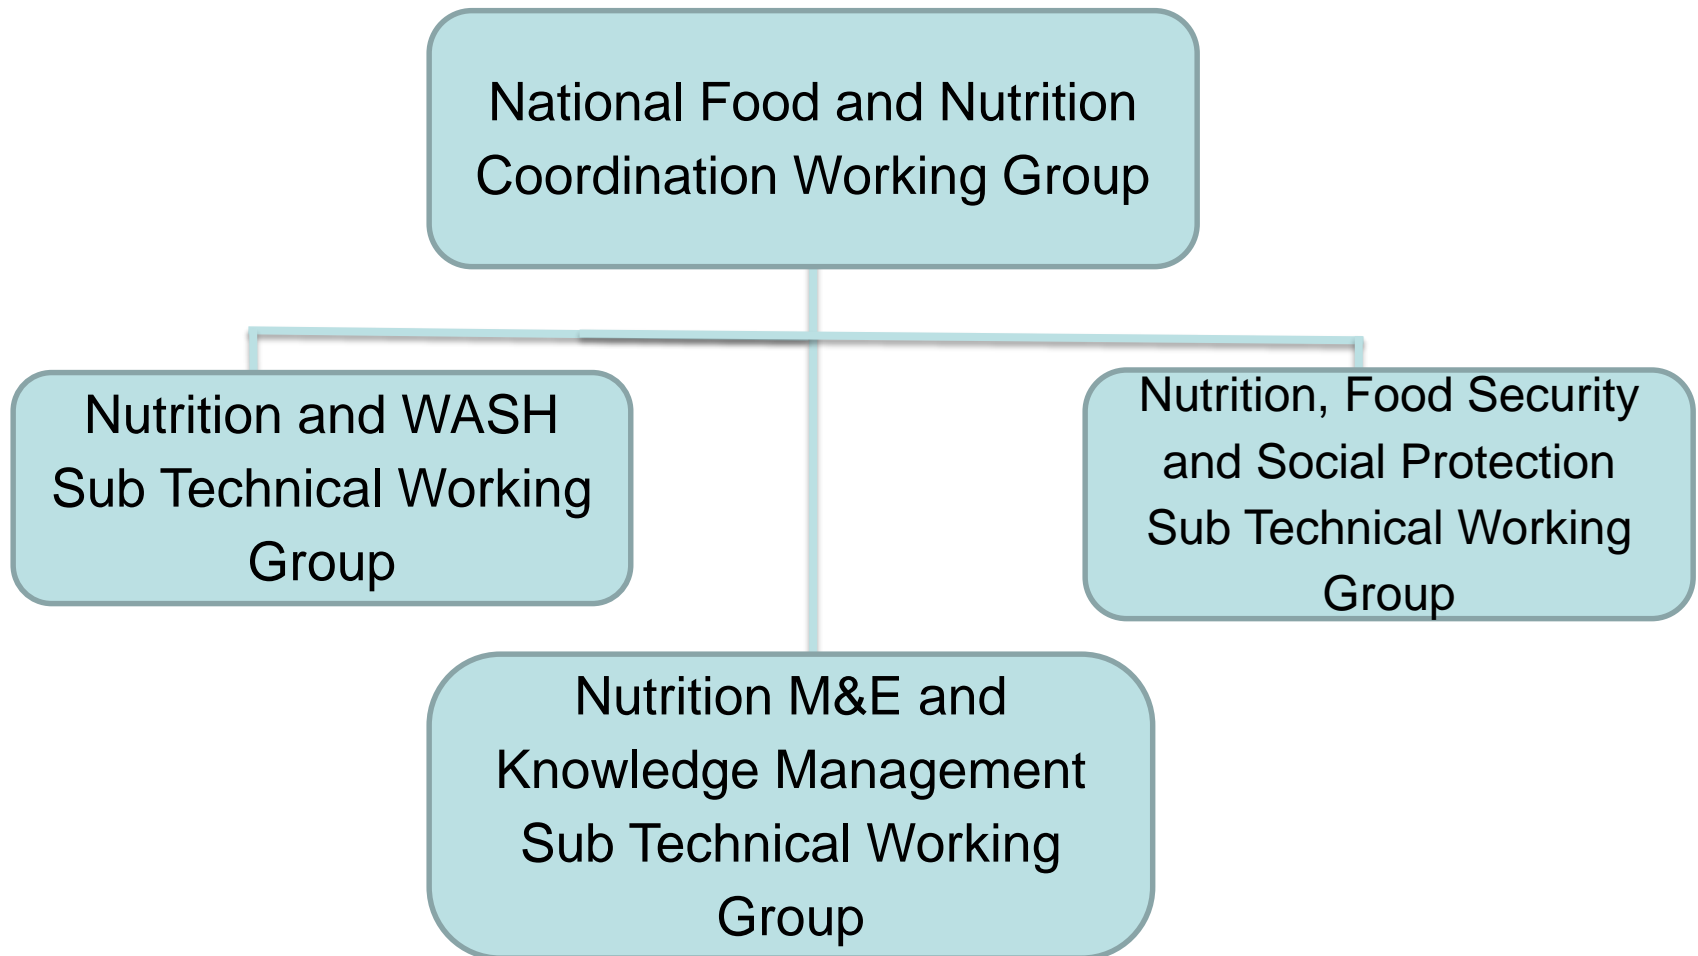 National Food and Nutrition
Coordination Working Group
Nutrition and WASH
Sub Technical Working
Group
Nutrition, Food Security
and Social Protection
Sub Technical Working
Group
Nutrition M&E and
Knowledge Management
Sub Technical Working
Group